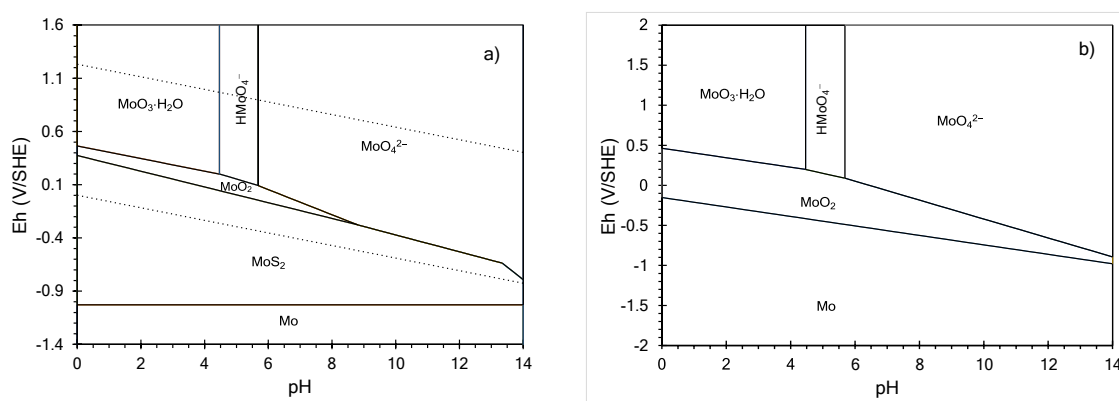 a)
1.6
1.1
0.6
0.1
-0.4
-0.9
-1.4
Eh (V/SHE)
MoO₃·H₂O
HMoO₄⁻
MoO₄²⁻
MoO₂
MoS₂
Mo
0 2 4 6 8 10 12 14
pH
b)
2
1.5
1
0.5
0
-0.5
-1
-1.5
-2
Eh (V/SHE)
MoO₃·H₂O
HMoO₄⁻
MoO₄²⁻
MoO₂
Mo
0 2 4 6 8 10 12 14
pH